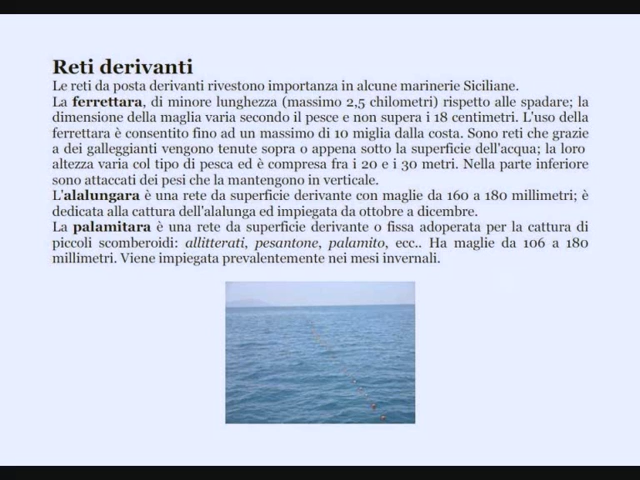 Reti derivanti
Le reti da posta derivanti rivestono importanza in alcune marinerie Siciliane.
La ferrettara, di minore lunghezza (massimo 2,5 chilometri) rispetto alle spadare; la
dimensione della maglia varia secondo il pesce e non supera i 18 centimetri. L'uso della
ferrettara è consentito fino ad un massimo di 10 miglia dalla costa. Sono reti che grazie
a dei galleggianti vengono tenute sopra o appena sotto la superficie dell'acqua; la loro
altezza varia col tipo di pesca ed è compresa fra i 20 e i 30 metri. Nella parte inferiore
sono attaccati dei pesi che la mantengono in verticale.
L'alalungara è una rete da superficie derivante con maglie da 160 a 180 millimetri; è
dedicata alla cattura dell'alalunga ed impiegata da ottobre a dicembre.
La palamitara è una rete da superficie derivante o fissa adoperata per la cattura di
piccoli scomberoidi: allitterati, pesantone, palamito, ecc.. Ha maglie da 106 a 180
millimetri. Viene impiegata prevalentemente nei mesi invernali.